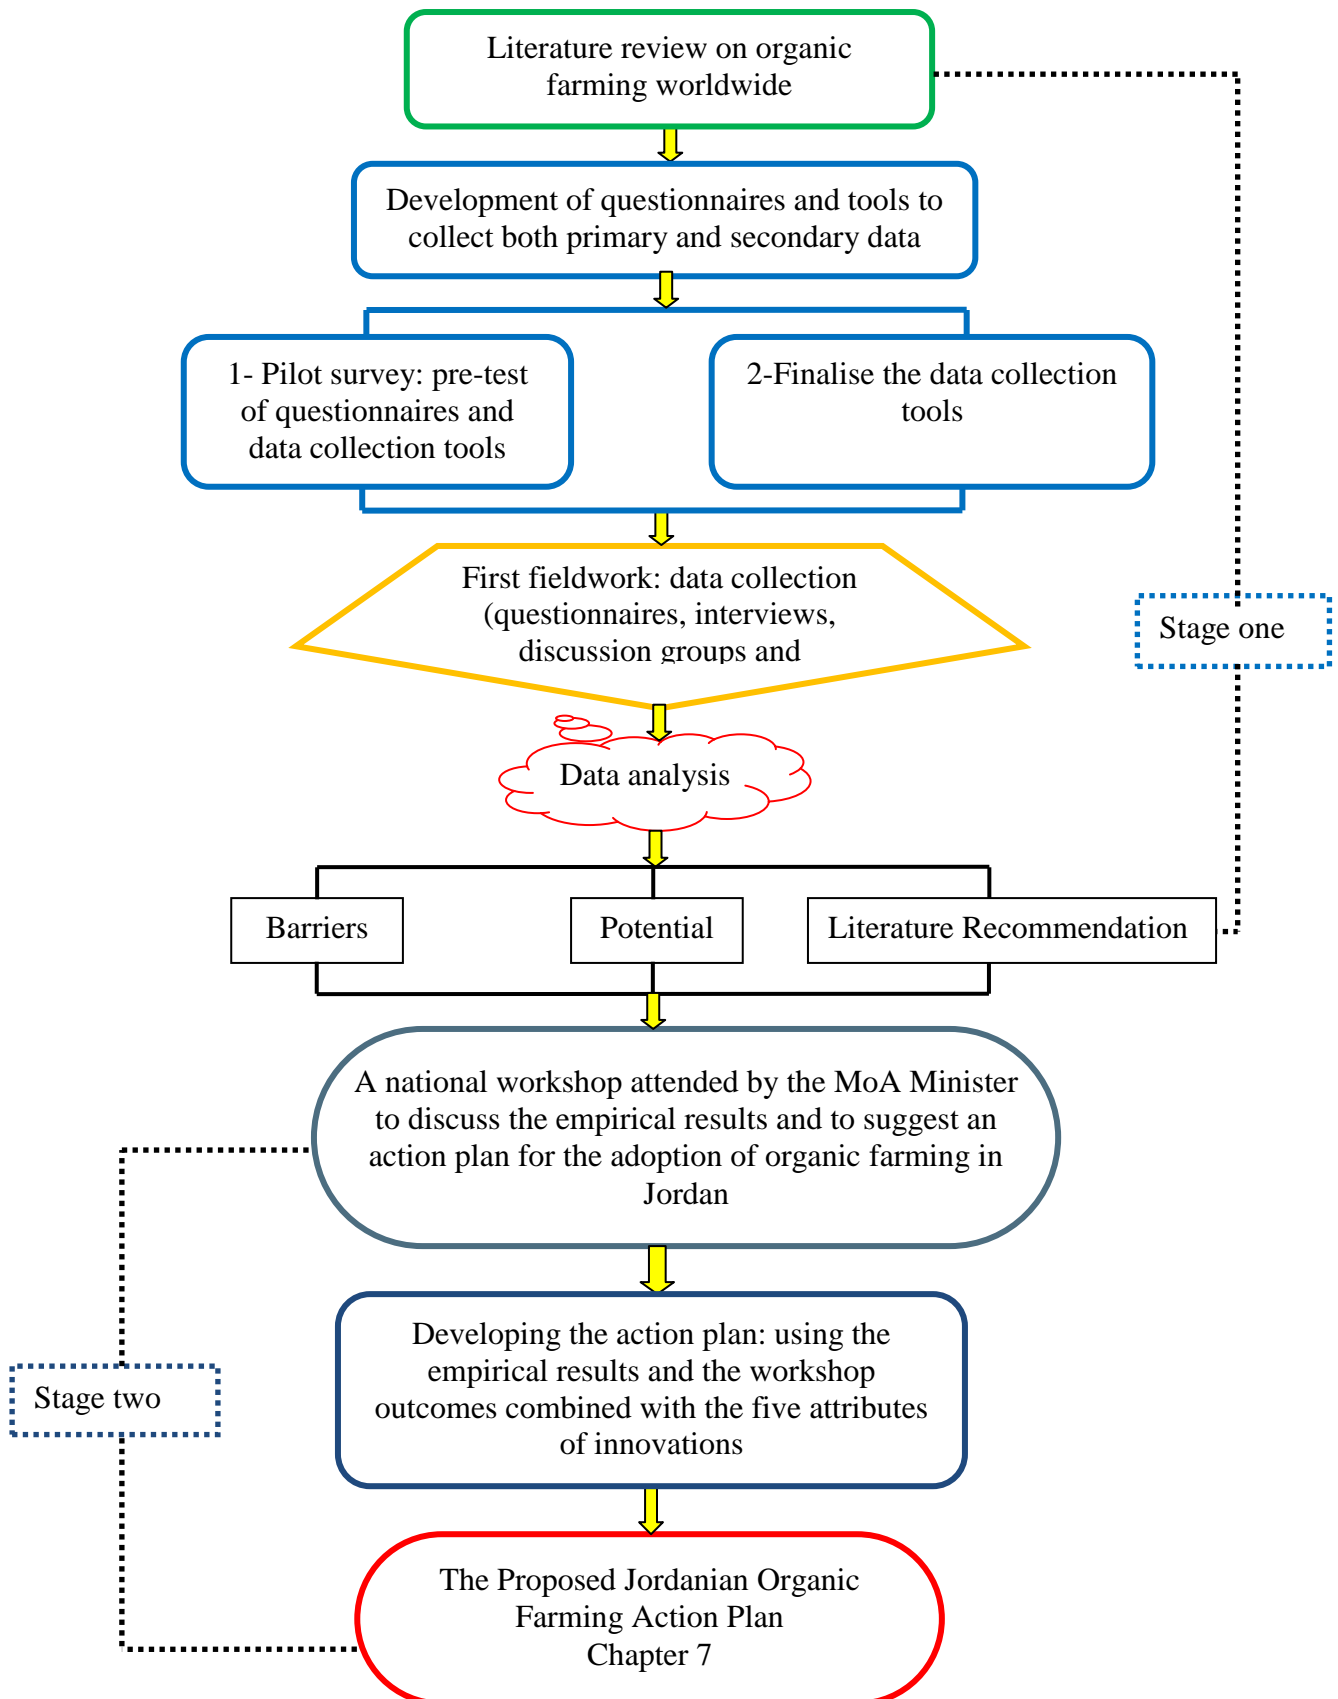 Literature review on organic
farming worldwide
Development of questionnaires and tools to
collect both primary and secondary data
1- Pilot survey: pre-test
of questionnaires and
data collection tools
2-Finalise the data collection
tools
First fieldwork: data collection
(questionnaires, interviews,
discussion groups and
Stage one
Data analysis
Barriers
Potential
Literature Recommendation
A national workshop attended by the MoA Minister
to discuss the empirical results and to suggest an
action plan for the adoption of organic farming in
Jordan
Developing the action plan: using the
empirical results and the workshop
outcomes combined with the five attributes
of innovations
Stage two
The Proposed Jordanian Organic
Farming Action Plan
Chapter 7